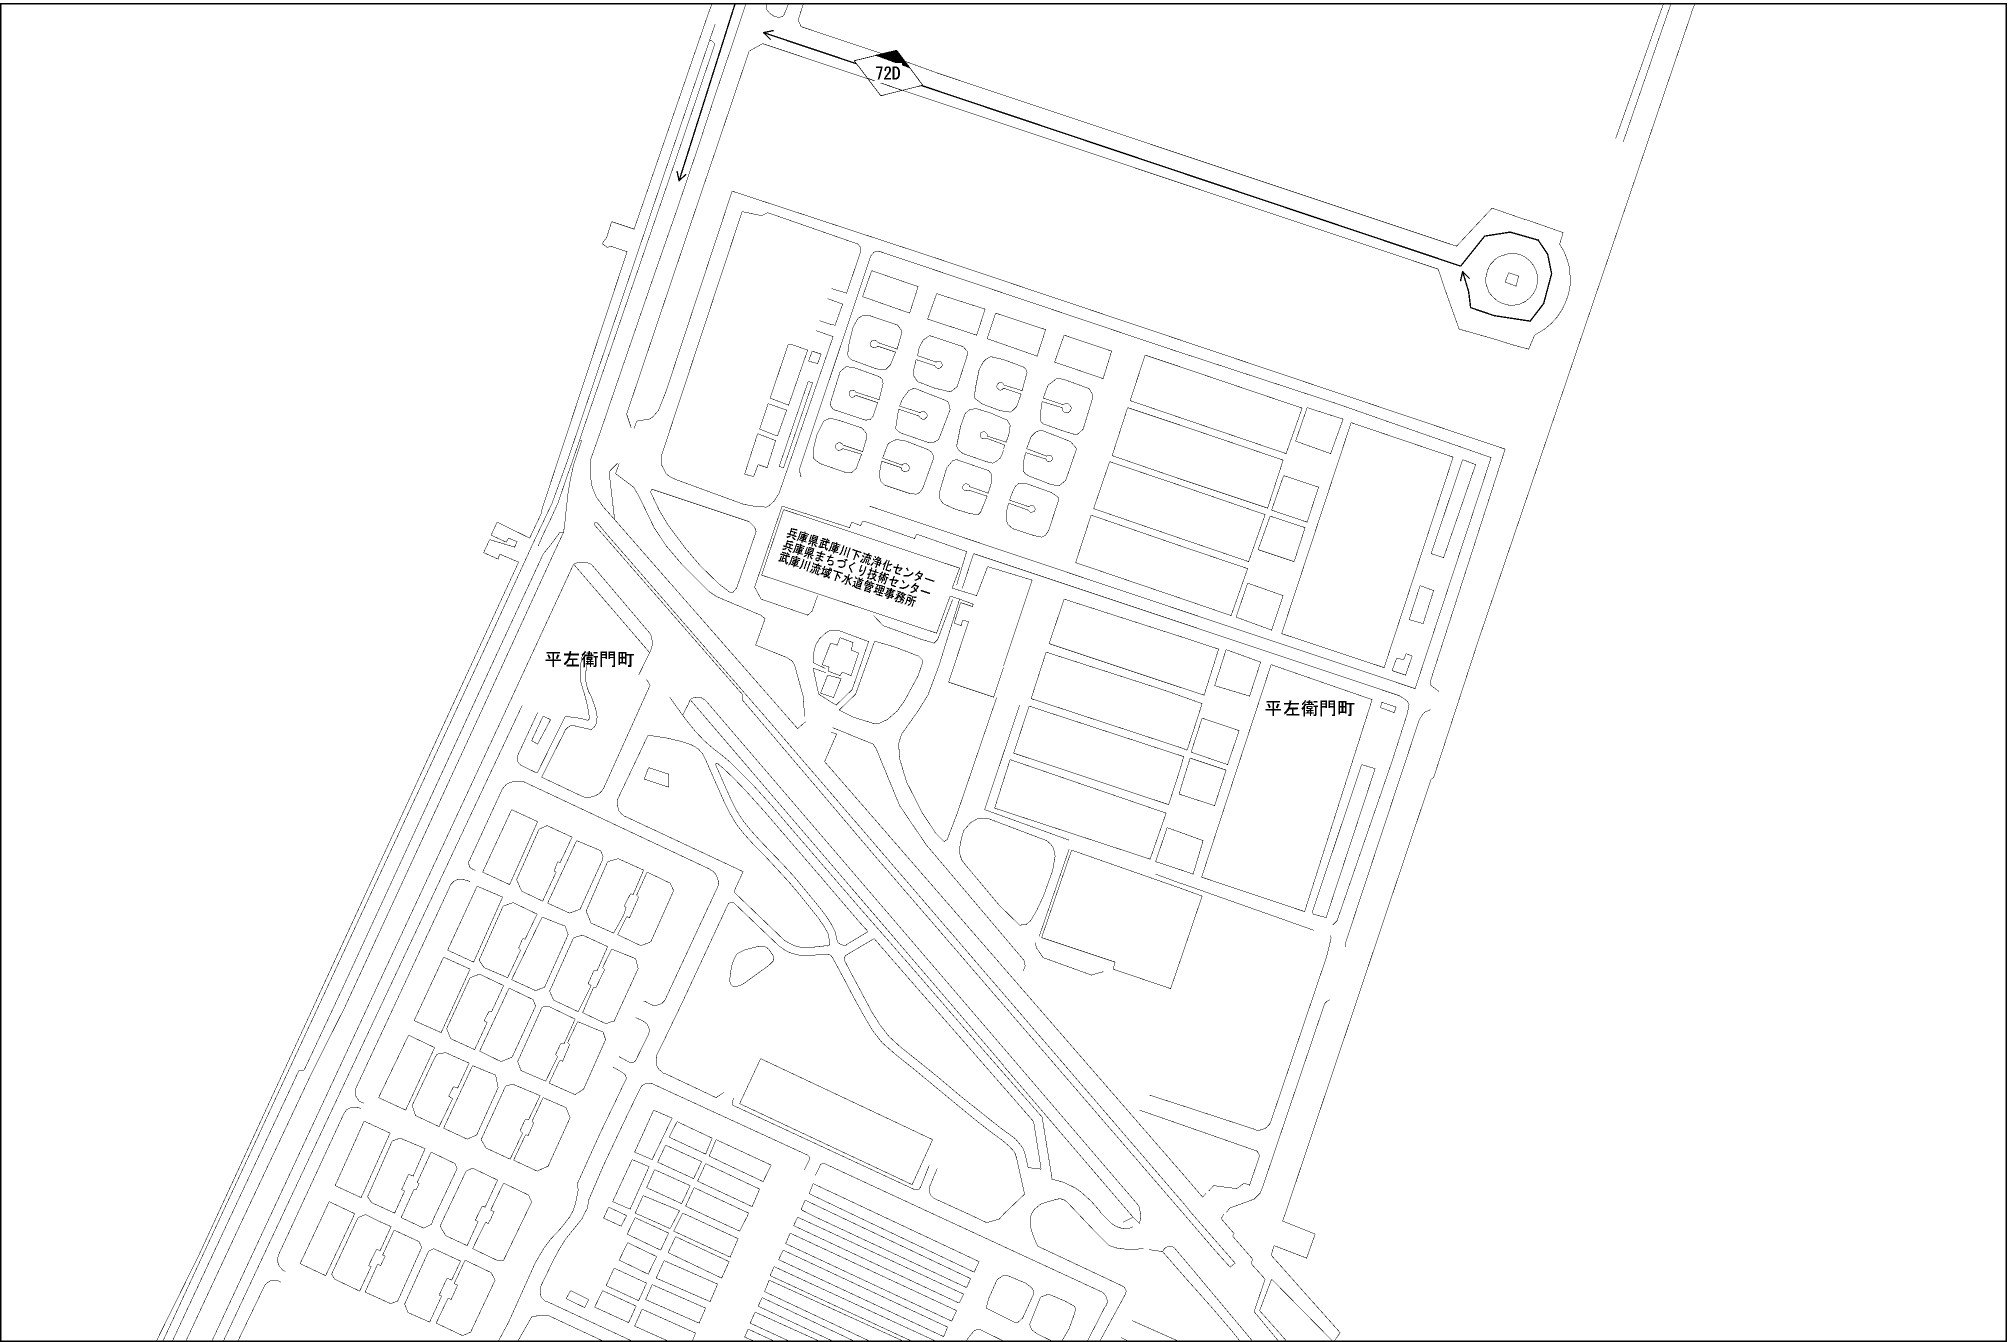 72D
兵庫県武庫川下流浄化センター
兵庫県まちづくり技術センター
武庫川流域下水道管理事務所
平左衛門町
平左衛門町